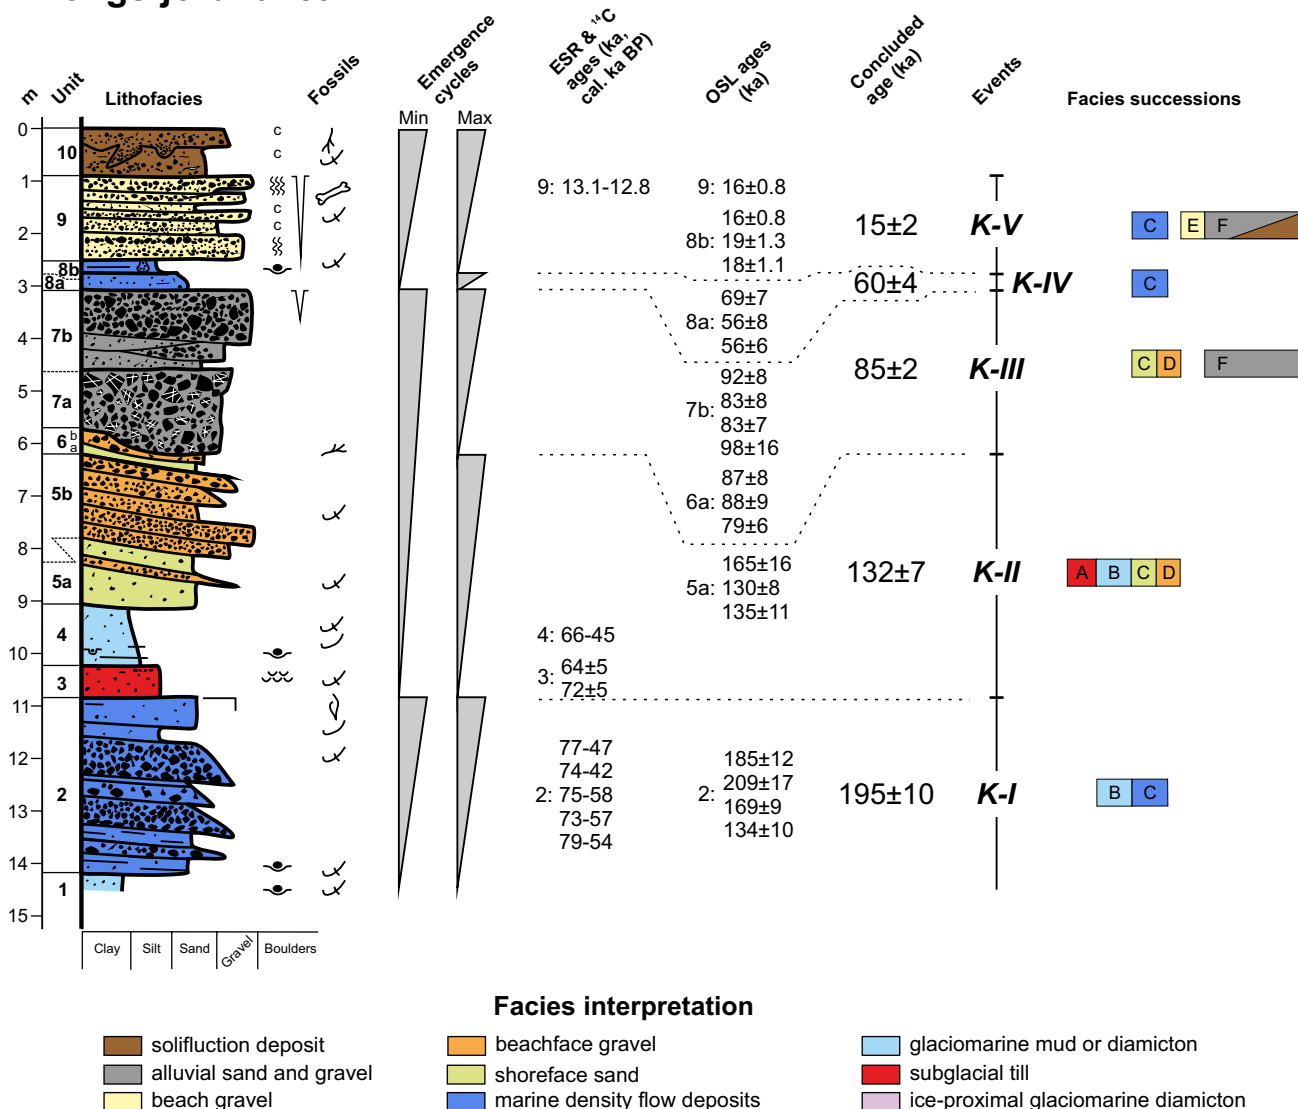 m
Unit
Lithofacies
Fossils
Emergence cycles
Min
Max
ESR & ¹⁴C ages (ka, cal. ka BP)
OSL ages (ka)
Concluded age (ka)
Events
Facies successions
0
1
2
3
4
5
6
7
8
9
10
11
12
13
14
15
10
9
8b
8a
7b
7a
6 b a
5b
5a
4
3
2
1
c
c
c
c
9: 13.1-12.8
4: 66-45
3: 64±5
72±5
77-47
74-42
2: 75-58
73-57
79-54
9: 16±0.8
16±0.8
8b: 19±1.3
18±1.1
69±7
8a: 56±8
56±6
92±8
7b: 83±8
83±7
98±16
87±8
6a: 88±9
79±6
165±16
5a: 130±8
135±11
185±12
2: 209±17
169±9
134±10
15±2
60±4
85±2
132±7
195±10
K-V
K-IV
K-III
K-II
K-I
C E F
C
C D F
A B C D
B C
Clay Silt Sand Gravel Boulders
Facies interpretation
solifluction deposit
alluvial sand and gravel
beach gravel
beachface gravel
shoreface sand
marine density flow deposits
glaciomarine mud or diamicton
subglacial till
ice-proximal glaciomarine diamicton